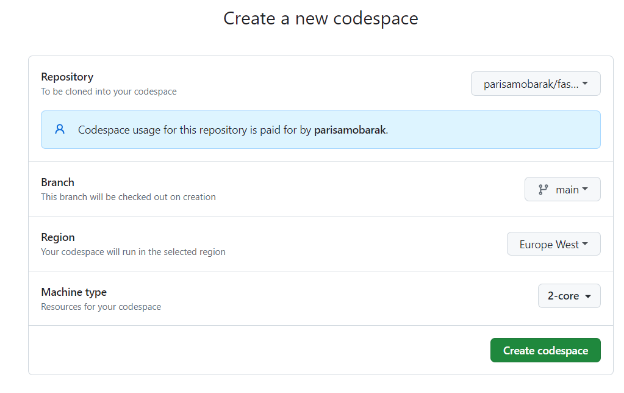 Create a new codespace
Repository
To be cloned into your codespace
parisamobarak/fas...
Codespace usage for this repository is paid for by parisamobarak.
Branch
This branch will be checked out on creation
main
Region
Your codespace will run in the selected region
Europe West
Machine type
Resources for your codespace
2-core
Create codespace